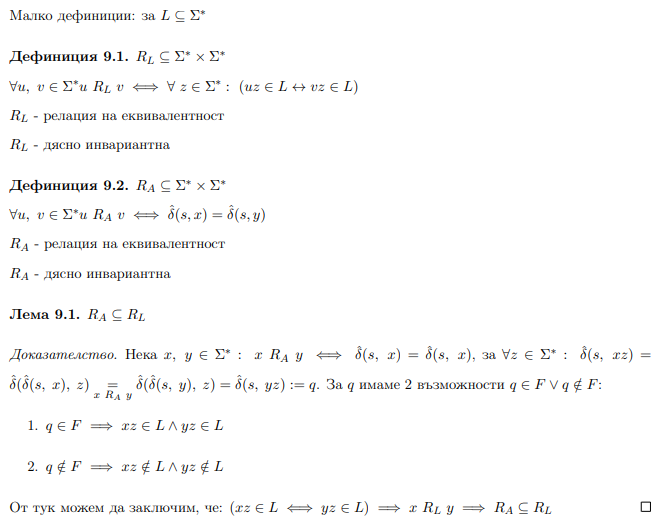 Малко дефиниции: за L ⊆ Σ*
Дефиниция 9.1. R_L ⊆ Σ* × Σ*
∀u, v ∈ Σ*u R_L v ⟺ ∀ z ∈ Σ* : (uz ∈ L ↔ vz ∈ L)
R_L - релация на еквивалентност
R_L - дясно инвариантна
Дефиниция 9.2. R_A ⊆ Σ* × Σ*
∀u, v ∈ Σ*u R_A v ⟺ δ̂(s, x) = δ̂(s, y)
R_A - релация на еквивалентност
R_A - дясно инвариантна
Лема 9.1. R_A ⊆ R_L
Доказателство. Нека x, y ∈ Σ* : x R_A y ⟺ δ̂(s, x) = δ̂(s, x), за ∀z ∈ Σ* : δ̂(s, xz) =
δ̂(δ̂(s, x), z) =_{x R_A y} δ̂(δ̂(s, y), z) = δ̂(s, yz) := q. За q имаме 2 възможности q ∈ F ∨ q ∉ F:
1. q ∈ F ⟹ xz ∈ L ∧ yz ∈ L
2. q ∉ F ⟹ xz ∉ L ∧ yz ∉ L
От тук можем да заключим, че: (xz ∈ L ⟺ yz ∈ L) ⟹ x R_L y ⟹ R_A ⊆ R_L □